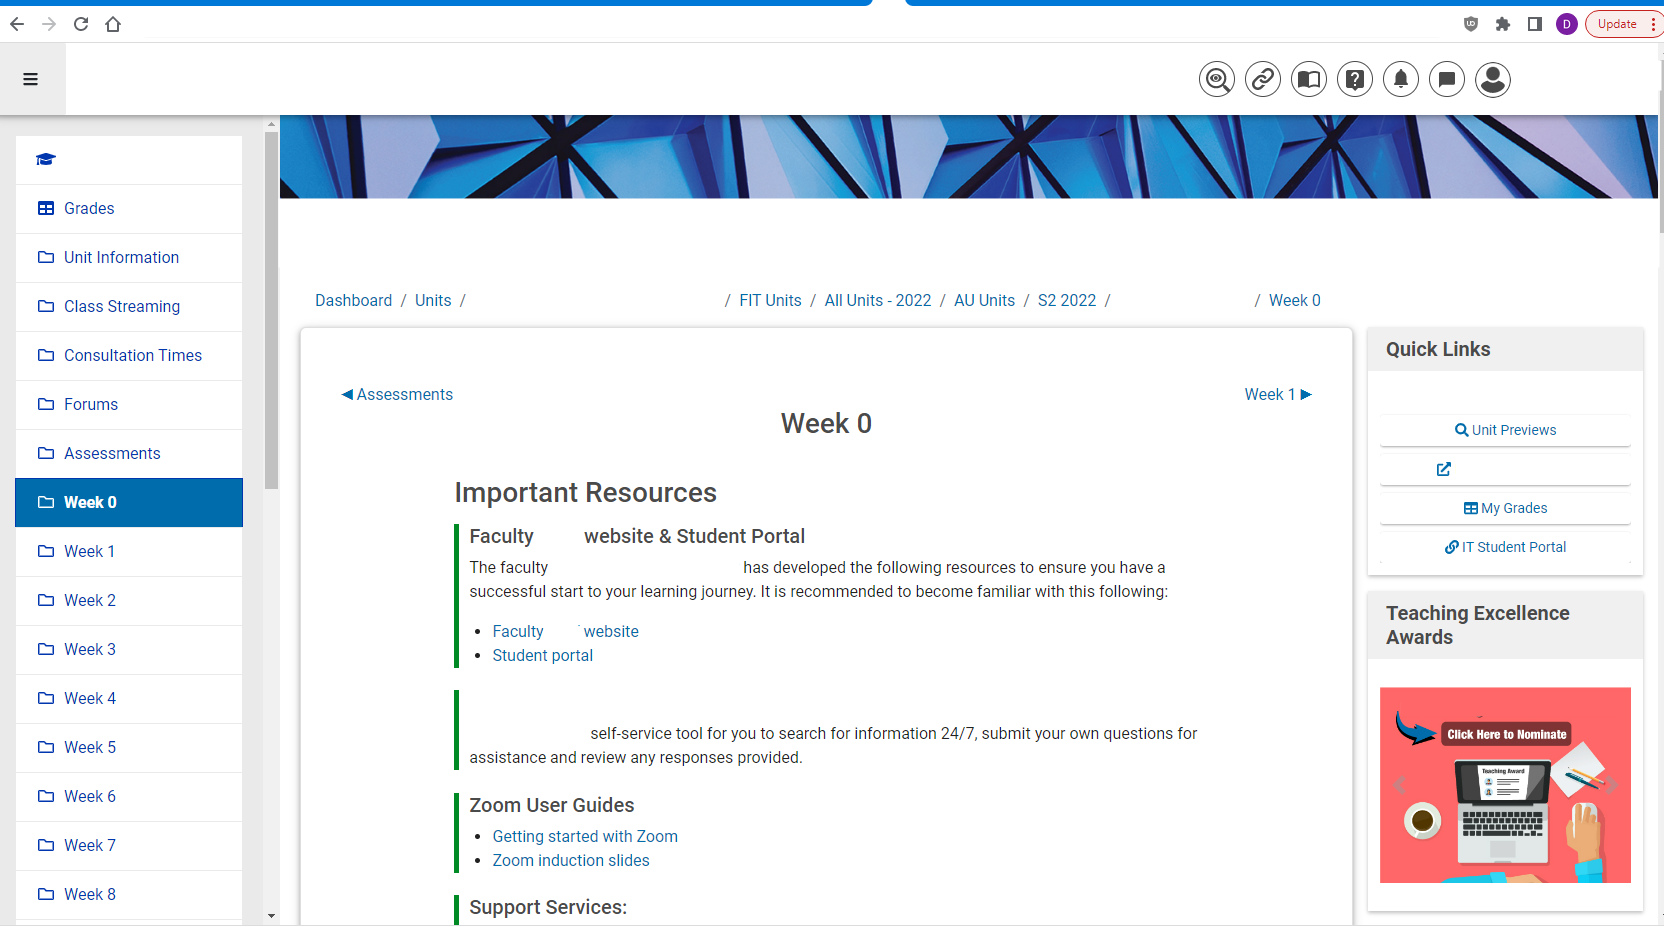 D
Update
Grades
Unit Information
Class Streaming
Consultation Times
Forums
Assessments
Week 0
Week 1
Week 2
Week 3
Week 4
Week 5
Week 6
Week 7
Week 8
Dashboard / Units / / FIT Units / All Units - 2022 / AU Units / S2 2022 / / Week 0
◀ Assessments
Week 1 ▶
Week 0
Important Resources
Faculty website & Student Portal
The faculty has developed the following resources to ensure you have a
successful start to your learning journey. It is recommended to become familiar with this following:
• Faculty website
• Student portal
self-service tool for you to search for information 24/7, submit your own questions for
assistance and review any responses provided.
Zoom User Guides
• Getting started with Zoom
• Zoom induction slides
Support Services:
Quick Links
Unit Previews
My Grades
IT Student Portal
Teaching Excellence
Awards
Click Here to Nominate
Teaching Award